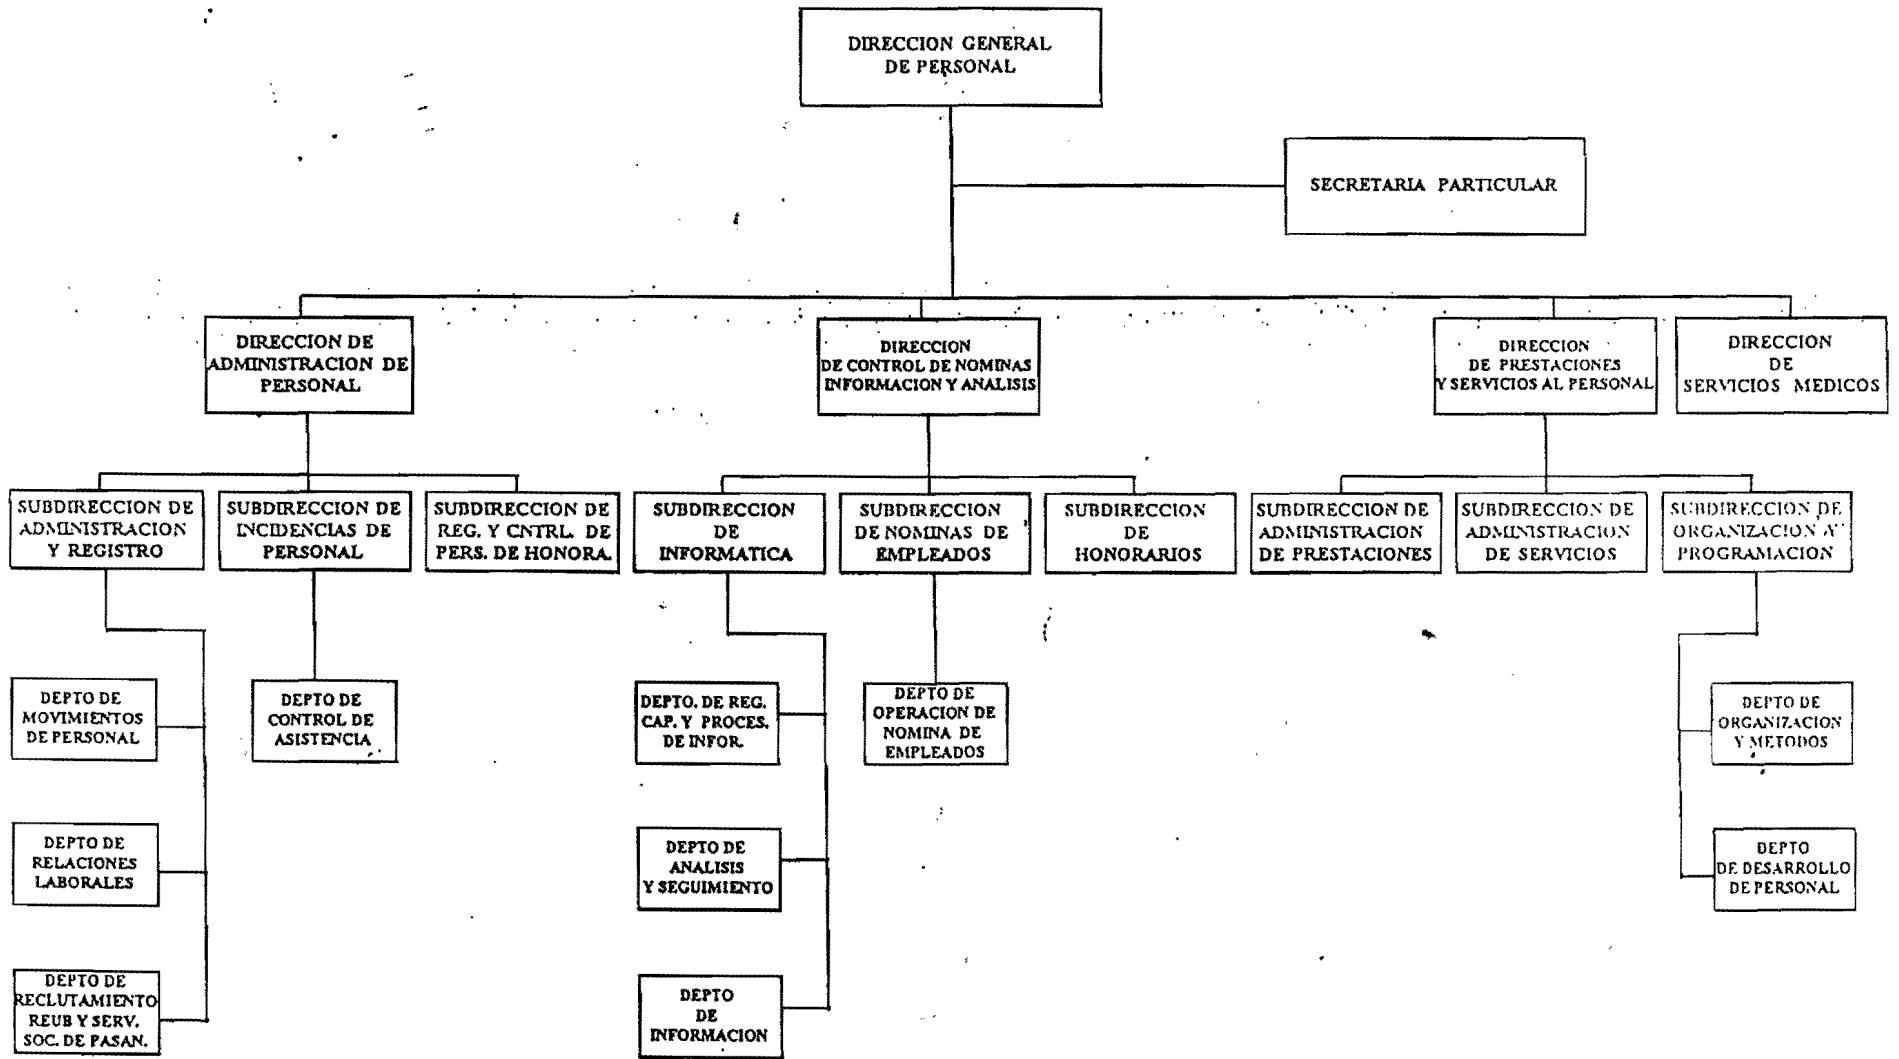 DIRECCION GENERAL
DE PERSONAL
SECRETARIA PARTICULAR
DIRECCION DE
ADMINISTRACION DE
PERSONAL
DIRECCION
DE CONTROL DE NOMINAS
INFORMACION Y ANALISIS
DIRECCION
DE PRESTACIONES
Y SERVICIOS AL PERSONAL
DIRECCION
DE
SERVICIOS MEDICOS
SUBDIRECCION DE
ADMINISTRACION
Y REGISTRO
SUBDIRECCION DE
INCIDENCIAS DE
PERSONAL
SUBDIRECCION DE
REG. Y CNTRL. DE
PERS. DE HONORA.
SUBDIRECCION
DE
INFORMATICA
SUBDIRECCION
DE NOMINAS DE
EMPLEADOS
SUBDIRECCION
DE
HONORARIOS
SUBDIRECCION DE
ADMINISTRACION
DE PRESTACIONES
SUBDIRECCION DE
ADMINISTRACION
DE SERVICIOS
SUBDIRECCION DE
ORGANIZACION Y
PROGRAMACION
DEPTO DE
MOVIMIENTOS
DE PERSONAL
DEPTO DE
CONTROL DE
ASISTENCIA
DEPTO. DE REG.
CAP. Y PROCES.
DE INFOR.
DEPTO DE
OPERACION DE
NOMINA DE
EMPLEADOS
DEPTO DE
ORGANIZACION
Y METODOS
DEPTO DE
RELACIONES
LABORALES
DEPTO DE
ANALISIS
Y SEGUIMIENTO
DEPTO
DE DESARROLLO
DE PERSONAL
DEPTO DE
RECLUTAMIENTO
REUB Y SERV.
SOC. DE PASAN.
DEPTO
DE
INFORMACION